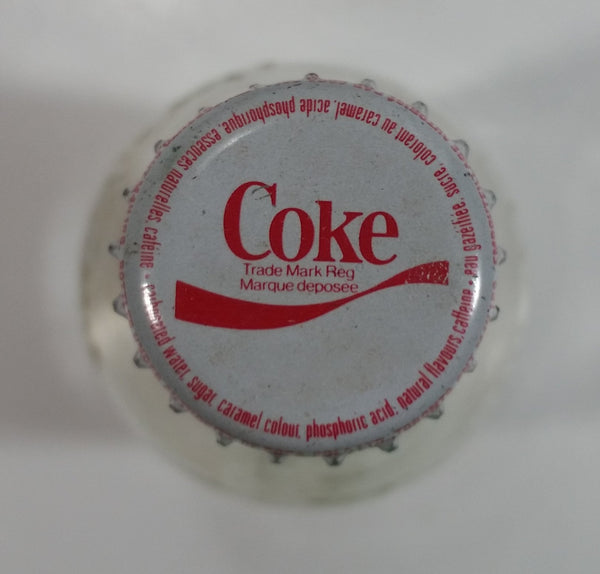 Coke
Trade Mark Reg
Marque deposée
eau gazéifiée, sucre, colorant au caramel, acide phosphorique, essences naturelles, caféine •
carbonated water, sugar, caramel colour, phosphoric acid, natural flavours, caffeine •